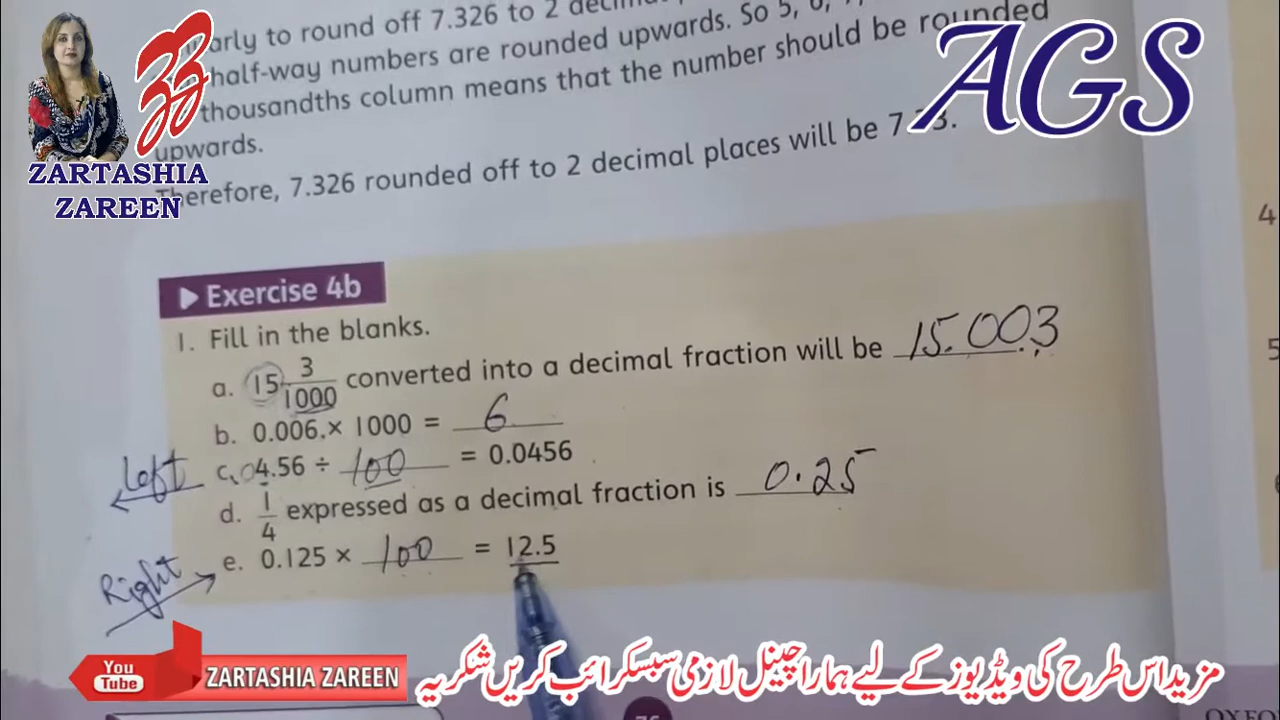 arly to round off 7.326 to 2
half-way numbers are rounded upwards. So 5,
thousandths column means that the number should be rounded
upwards.
Therefore, 7.326 rounded off to 2 decimal places will be
AGS
ZARTASHIA
ZAREEN
Exercise 4b
1. Fill in the blanks.
a. 15 3/1000 converted into a decimal fraction will be 15.003
b. 0.006.× 1000 = 6
Left c. 04.56 ÷ 100 = 0.0456
d. 1/4 expressed as a decimal fraction is 0.25
Right e. 0.125 × 100 = 12.5
4
5
You Tube ZARTASHIA ZAREEN
مزید اس طرح کی ویڈیوز کے لیے ہمارا چینل لازمی سبسکرائب کریں شکریہ
76